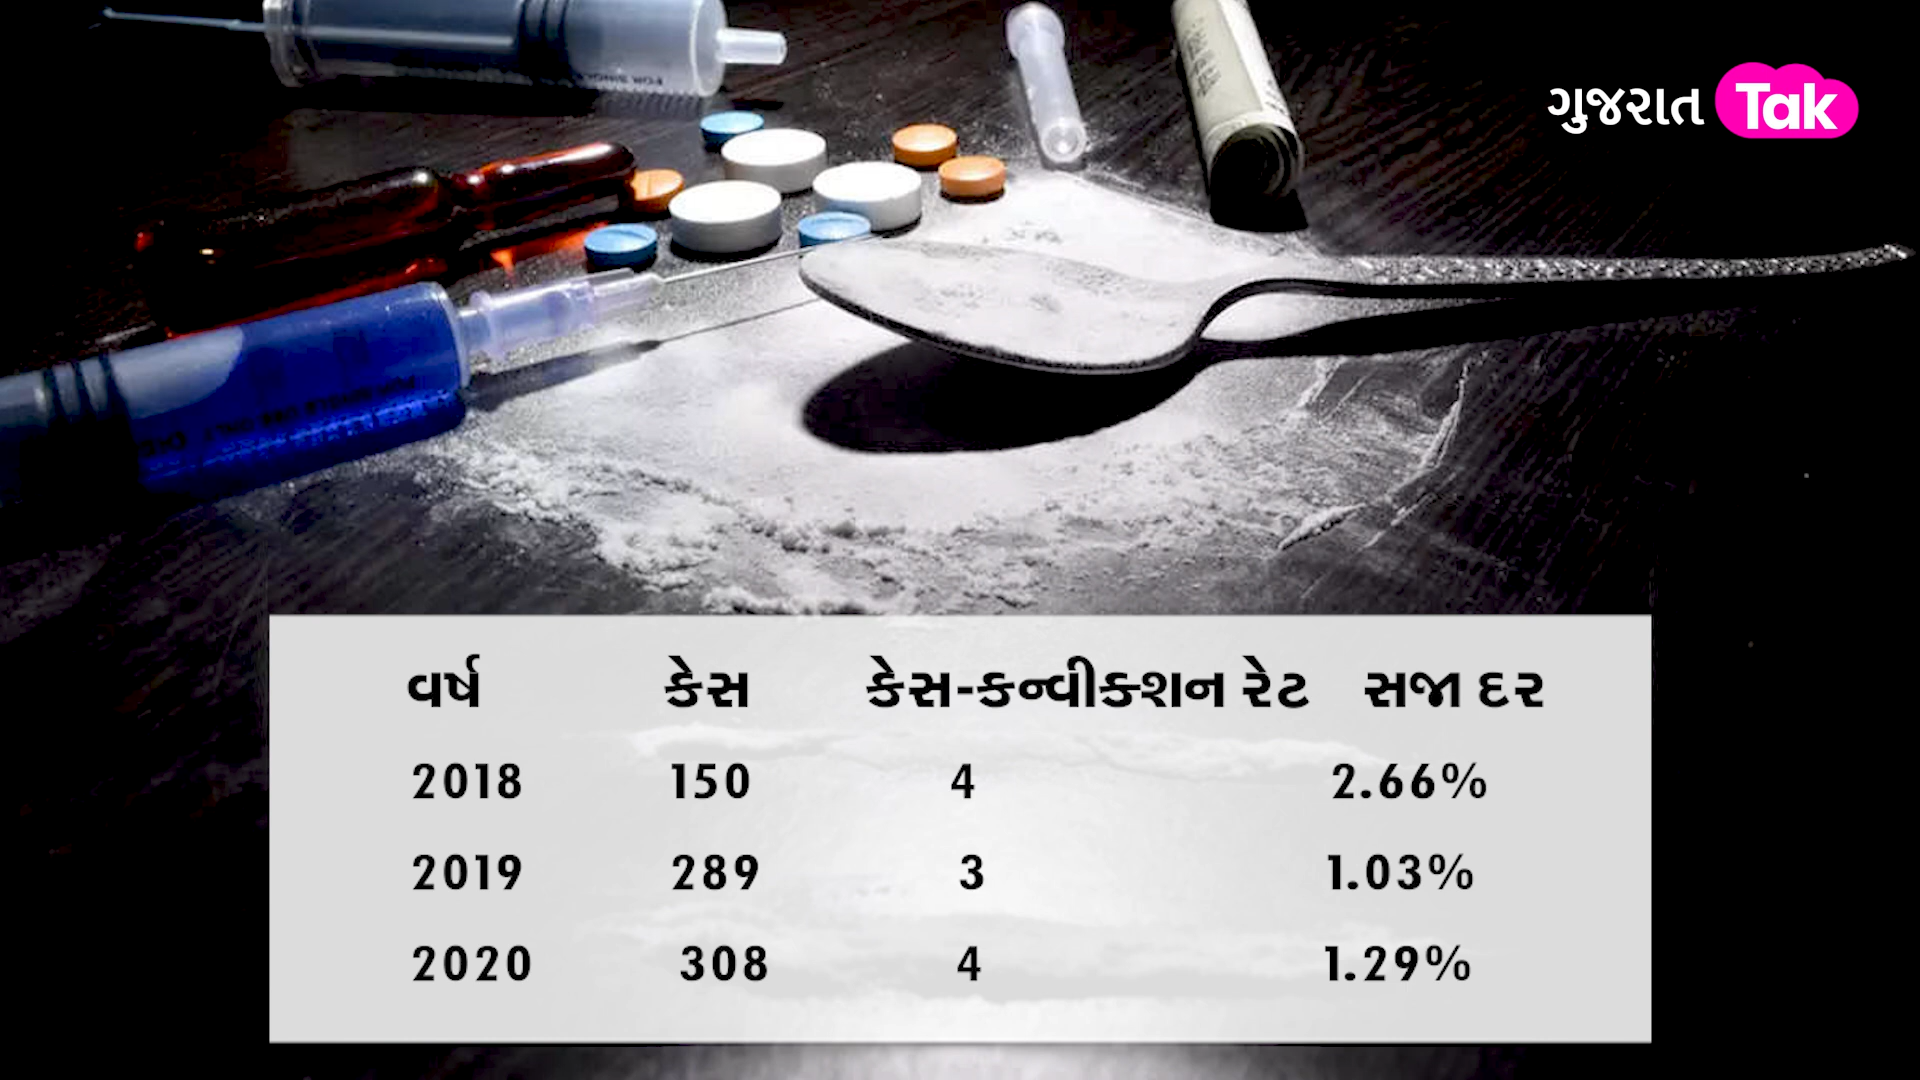 ગુજરાત Tak
વર્ષ કેસ કેસ-કન્વીક્શન રેટ સજા દર
2018 150 4 2.66%
2019 289 3 1.03%
2020 308 4 1.29%